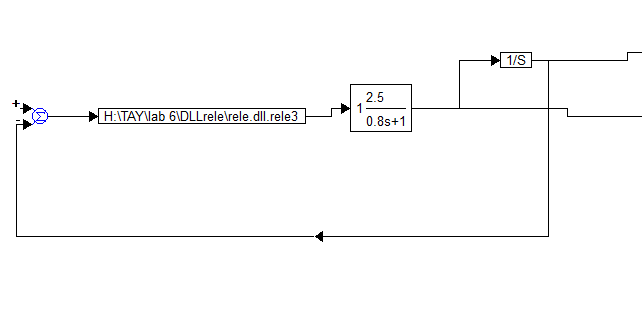 1/S
+
-
Σ
H:\TAY\lab 6\DLLrele\rele.dll.rele3
1
2.5
0.8s+1